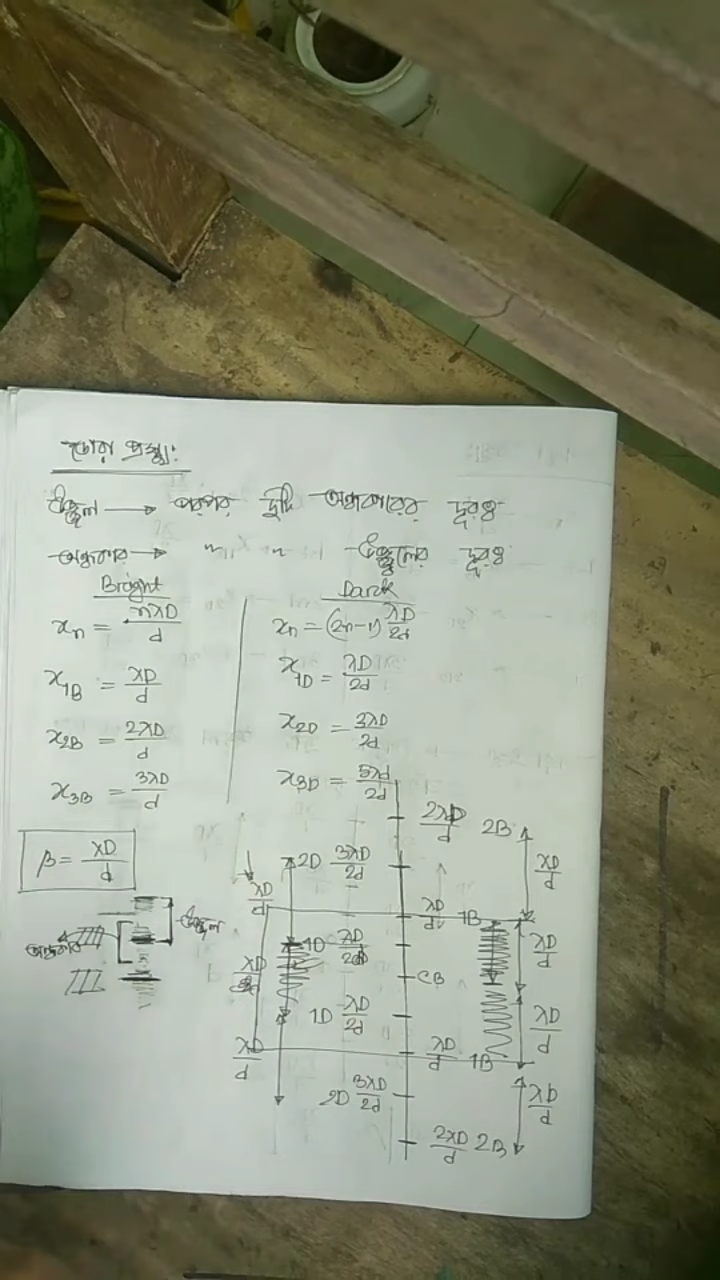 ডোরা প্রস্থ:
উজ্জ্বল → পরপর দুটি অন্ধকারের দূরত্ব
অন্ধকার → " " উজ্জ্বলের দূরত্ব
Bright
xn = nλD/d
x1B = λD/d
x2B = 2λD/d
x3B = 3λD/d
Dark
xn = (2n-1) λD/2d
x1D = λD/2d
x2D = 3λD/2d
x3D = 5λd/2d
β = λD/d
উজ্জ্বল
অন্ধকার
2λD/d 2B
λD/d
2D 3λD/2d
λD/d
λD/d 1B
1D λD/2d
λD/d
λD/d
CB
1D λD/2d
λD/d
λD/d
λD/d 1B
2D 3λD/2d
λD/d
2λD/d 2B